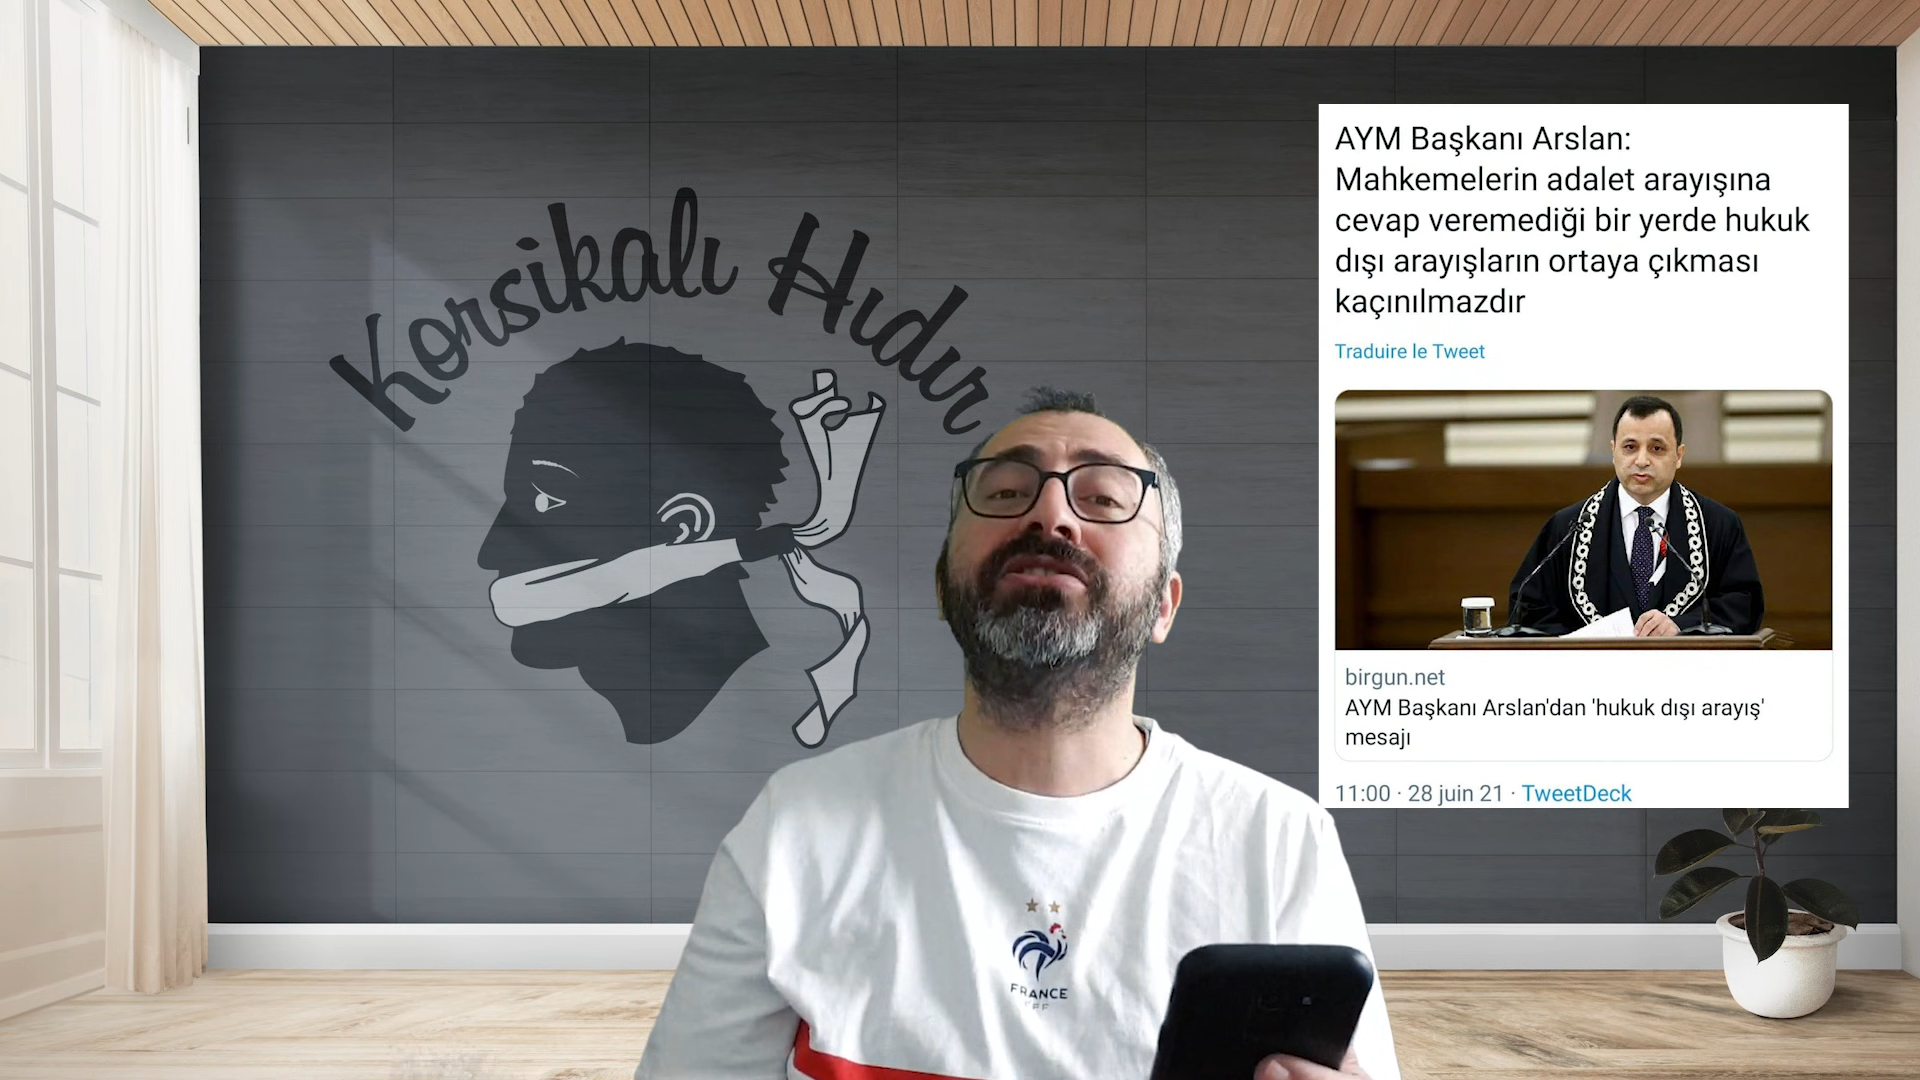 Korsikalı Hıdır
AYM Başkanı Arslan:
Mahkemelerin adalet arayışına
cevap veremediği bir yerde hukuk
dışı arayışların ortaya çıkması
kaçınılmazdır
Traduire le Tweet
birgun.net
AYM Başkanı Arslan'dan 'hukuk dışı arayış'
mesajı
11:00 · 28 juin 21 · TweetDeck
FRANCE
FFF